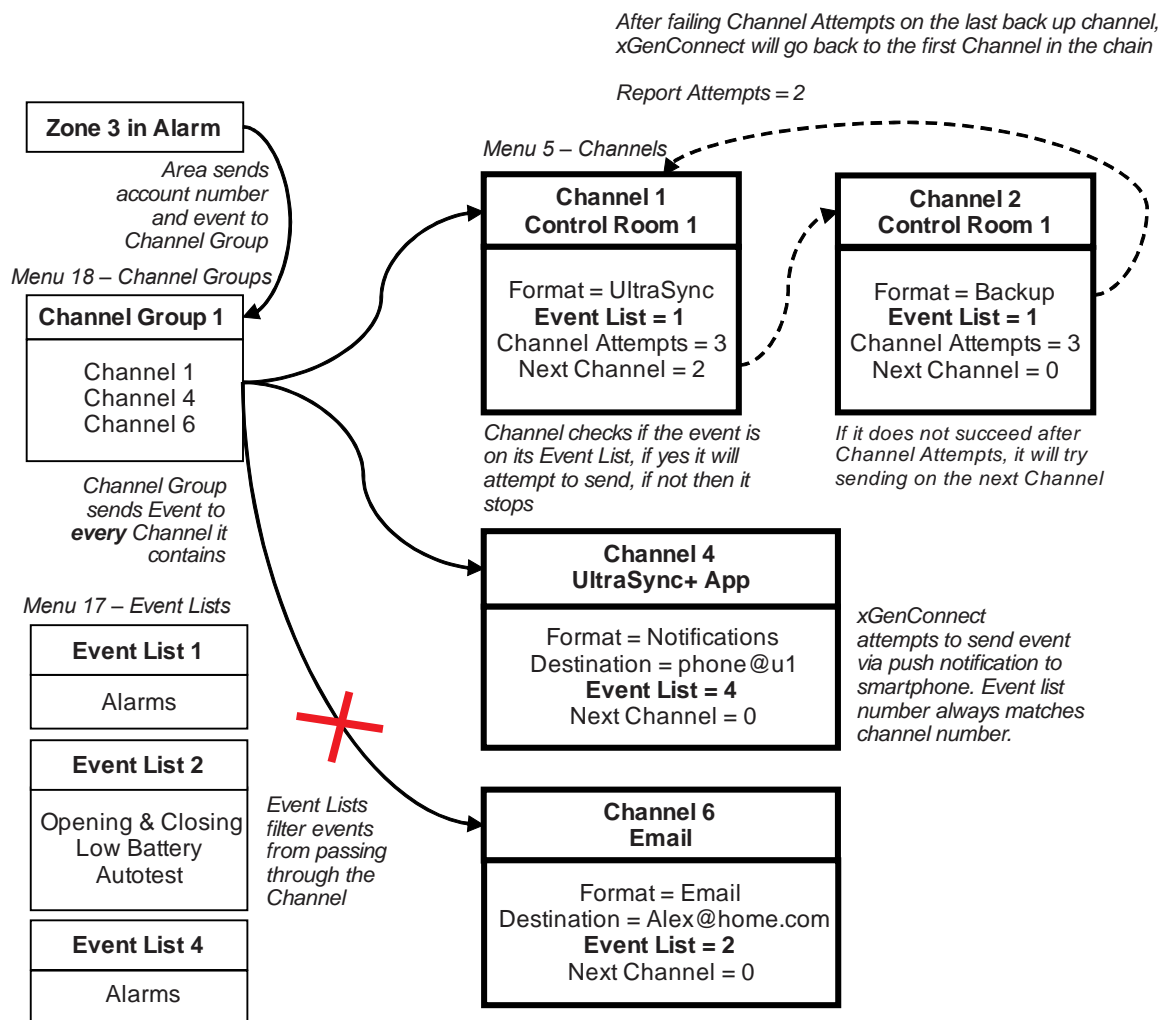 After failing Channel Attempts on the last back up channel,
xGenConnect will go back to the first Channel in the chain
Report Attempts = 2
Zone 3 in Alarm
Area sends
account number
and event to
Channel Group
Menu 18 – Channel Groups
Channel Group 1
Channel 1
Channel 4
Channel 6
Channel Group
sends Event to
every Channel it
contains
Menu 17 – Event Lists
Event List 1
Alarms
Event List 2
Opening & Closing
Low Battery
Autotest
Event List 4
Alarms
Event Lists
filter events
from passing
through the
Channel
Menu 5 – Channels
Channel 1
Control Room 1
Format = UltraSync
Event List = 1
Channel Attempts = 3
Next Channel = 2
Channel checks if the event is
on its Event List, if yes it will
attempt to send, if not then it
stops
Channel 2
Control Room 1
Format = Backup
Event List = 1
Channel Attempts = 3
Next Channel = 0
If it does not succeed after
Channel Attempts, it will try
sending on the next Channel
Channel 4
UltraSync+ App
Format = Notifications
Destination = phone@u1
Event List = 4
Next Channel = 0
xGenConnect
attempts to send event
via push notification to
smartphone. Event list
number always matches
channel number.
Channel 6
Email
Format = Email
Destination = Alex@home.com
Event List = 2
Next Channel = 0